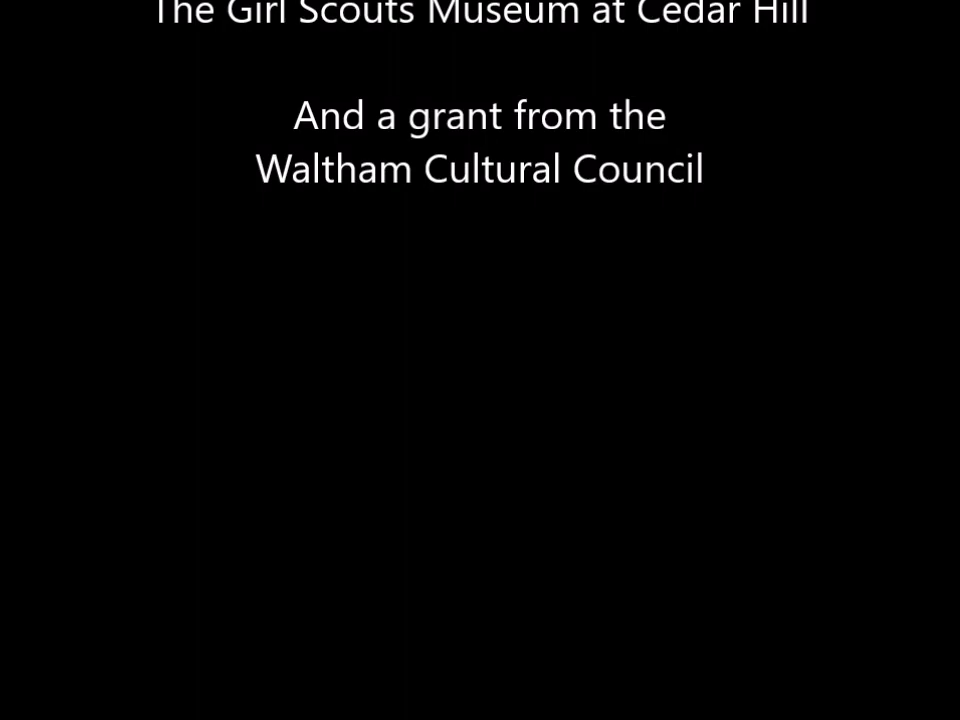 The Girl Scouts Museum at Cedar Hill
And a grant from the
Waltham Cultural Council